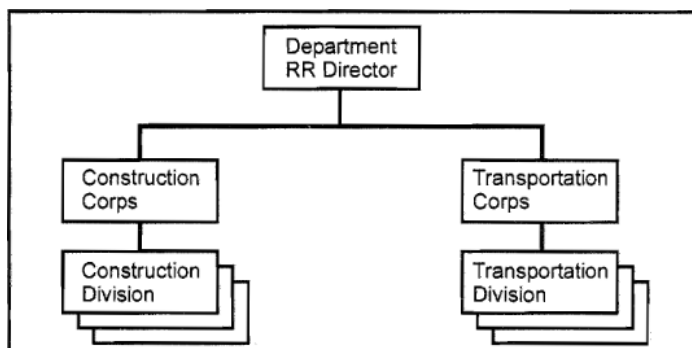 Department
RR Director
Construction
Corps
Transportation
Corps
Construction
Division
Transportation
Division